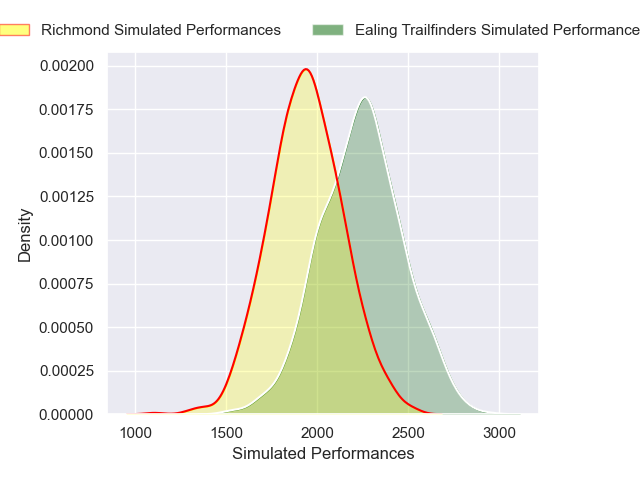 Richmond Simulated Performances
Ealing Trailfinders Simulated Performance
0.00200
0.00175
0.00150
0.00125
0.00100
0.00075
0.00050
0.00025
0.00000
Density
1000 1500 2000 2500 3000
Simulated Performances